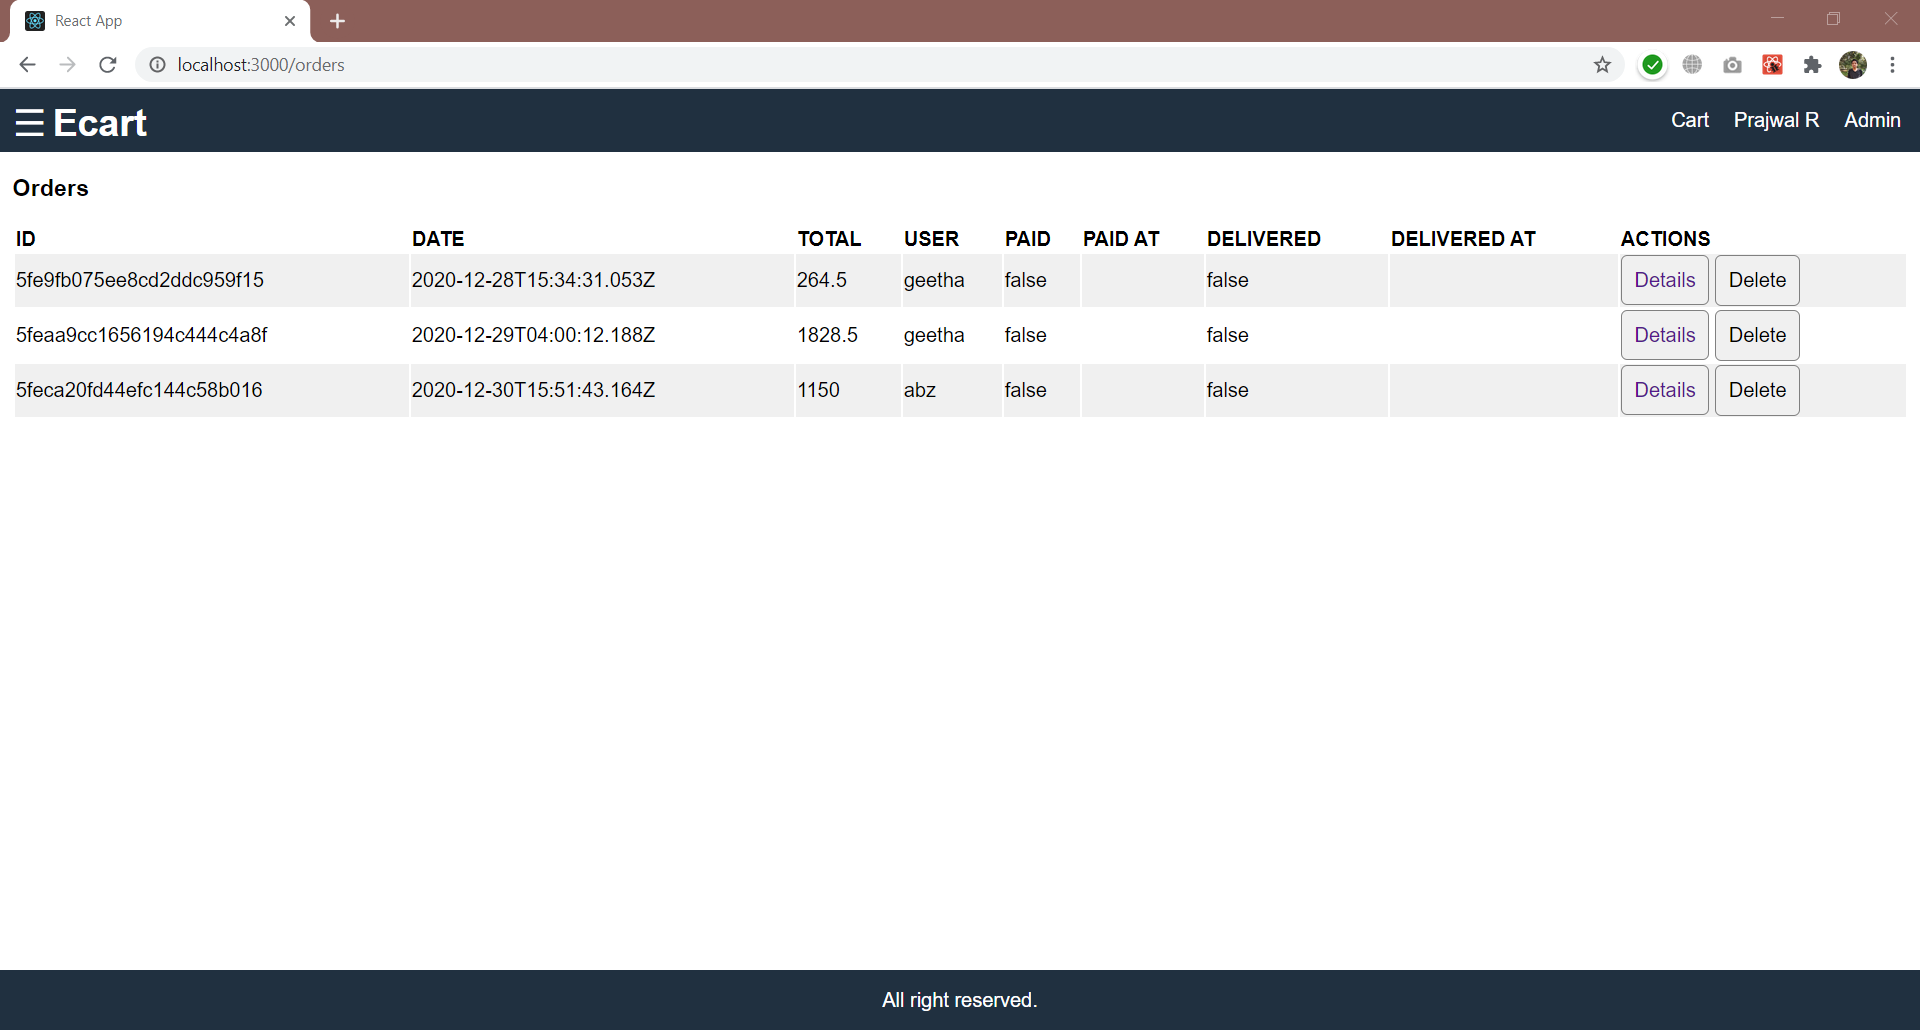 React App
localhost:3000/orders
☰ Ecart Cart Prajwal R Admin
Orders
ID DATE TOTAL USER PAID PAID AT DELIVERED DELIVERED AT ACTIONS
5fe9fb075ee8cd2ddc959f15 2020-12-28T15:34:31.053Z 264.5 geetha false false Details Delete
5feaa9cc1656194c444c4a8f 2020-12-29T04:00:12.188Z 1828.5 geetha false false Details Delete
5feca20fd44efc144c58b016 2020-12-30T15:51:43.164Z 1150 abz false false Details Delete
All right reserved.